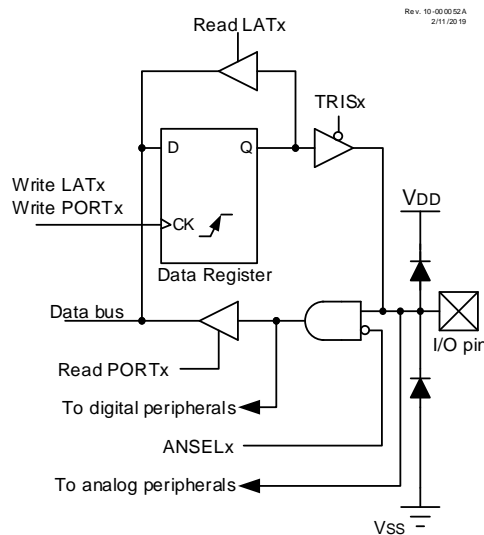 Rev. 10-000052A
2/11/2019
Read LATx
TRISx
D
Q
Write LATx
Write PORTx
CK
VDD
Data Register
Data bus
I/O pin
Read PORTx
To digital peripherals
ANSELx
To analog peripherals
VSS